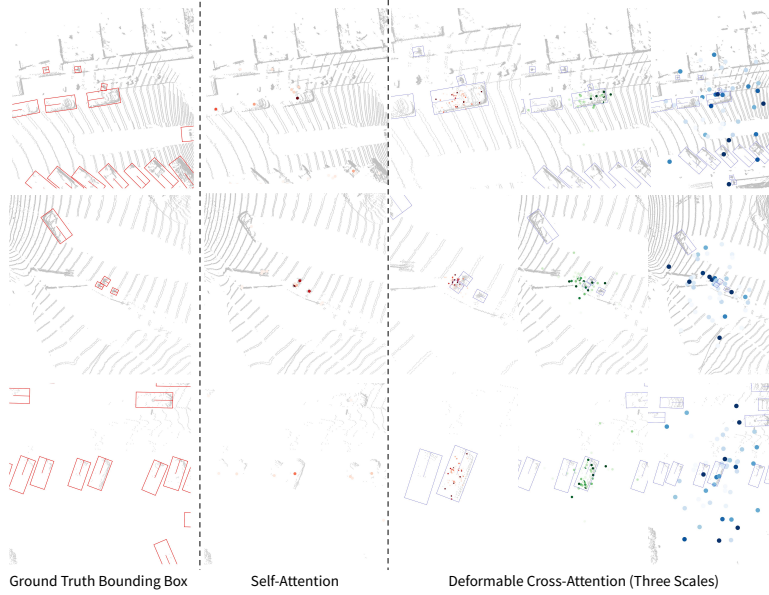 Ground Truth Bounding Box
Self-Attention
Deformable Cross-Attention (Three Scales)